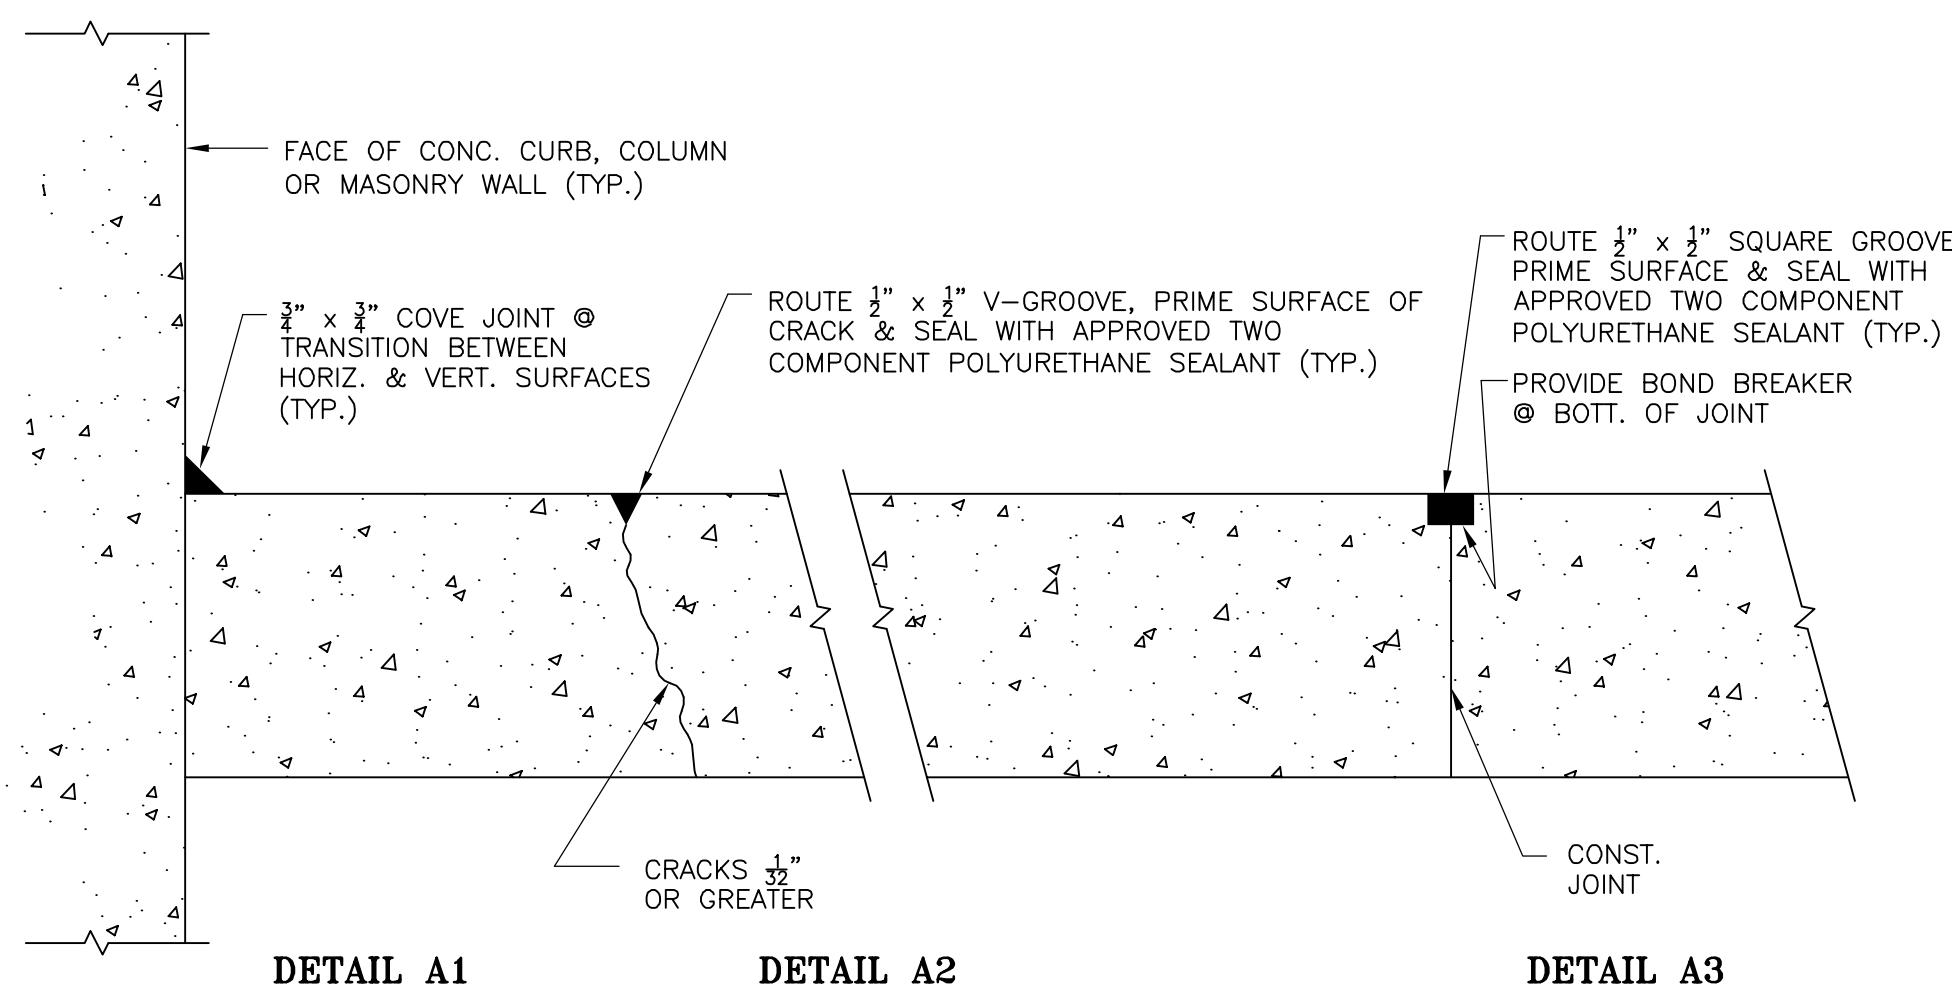 FACE OF CONC. CURB, COLUMN
OR MASONRY WALL (TYP.)
3/4" x 3/4" COVE JOINT @
TRANSITION BETWEEN
HORIZ. & VERT. SURFACES
(TYP.)
ROUTE 1/2" x 1/2" V-GROOVE, PRIME SURFACE OF
CRACK & SEAL WITH APPROVED TWO
COMPONENT POLYURETHANE SEALANT (TYP.)
ROUTE 1/2" x 1/2" SQUARE GROOVE
PRIME SURFACE & SEAL WITH
APPROVED TWO COMPONENT
POLYURETHANE SEALANT (TYP.)
PROVIDE BOND BREAKER
@ BOTT. OF JOINT
CRACKS 1/32"
OR GREATER
CONST.
JOINT
DETAIL A1
DETAIL A2
DETAIL A3